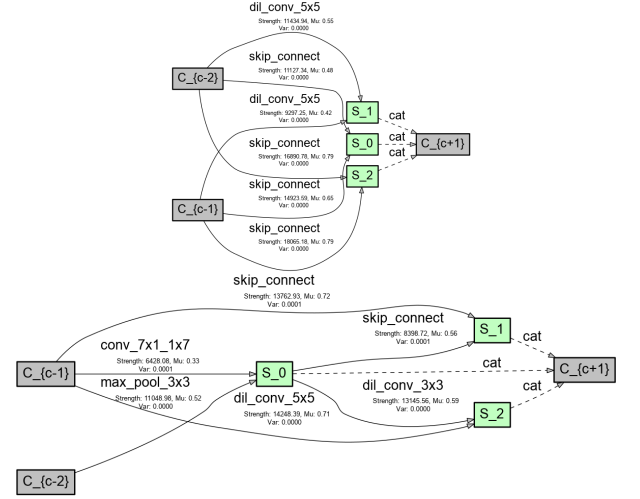 dil_conv_5x5
Strength: 11434.94, Mu: 0.55
Var: 0.0000
skip_connect
Strength: 11127.34, Mu: 0.48
Var: 0.0000
C_{c-2}
dil_conv_5x5
Strength: 9297.25, Mu: 0.42
Var: 0.0000
S_1
cat
skip_connect
Strength: 16890.78, Mu: 0.79
Var: 0.0000
S_0
cat
C_{c+1}
cat
skip_connect
Strength: 14923.59, Mu: 0.65
Var: 0.0000
S_2
C_{c-1}
skip_connect
Strength: 18065.18, Mu: 0.79
Var: 0.0000
skip_connect
Strength: 13762.93, Mu: 0.72
Var: 0.0001
skip_connect
Strength: 8398.72, Mu: 0.56
Var: 0.0001
S_1
cat
conv_7x1_1x7
Strength: 6428.08, Mu: 0.33
Var: 0.0001
C_{c-1}
S_0
cat
C_{c+1}
max_pool_3x3
Strength: 11048.98, Mu: 0.52
Var: 0.0000
dil_conv_5x5
Strength: 14248.39, Mu: 0.71
Var: 0.0000
dil_conv_3x3
Strength: 13145.56, Mu: 0.59
Var: 0.0000
cat
S_2
C_{c-2}